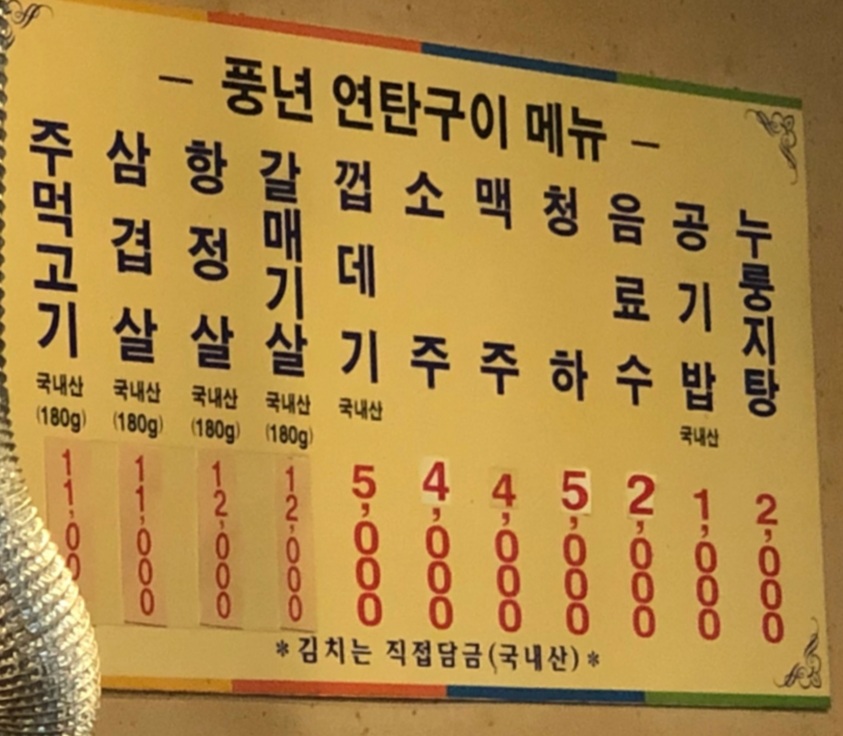 – 풍년 연탄구이 메뉴 –
주먹고기 국내산 (180g) 11,00
삼겹살 국내산 (180g) 11,000
항정살 국내산 (180g) 12,000
갈매기살 국내산 (180g) 12,000
껍데기 국내산 5,000
소주 4,000
맥주 4,000
청하 5,000
음료수 2,000
공기밥 국내산 1,000
누룽지탕 2,000
*김치는 직접담금(국내산)*